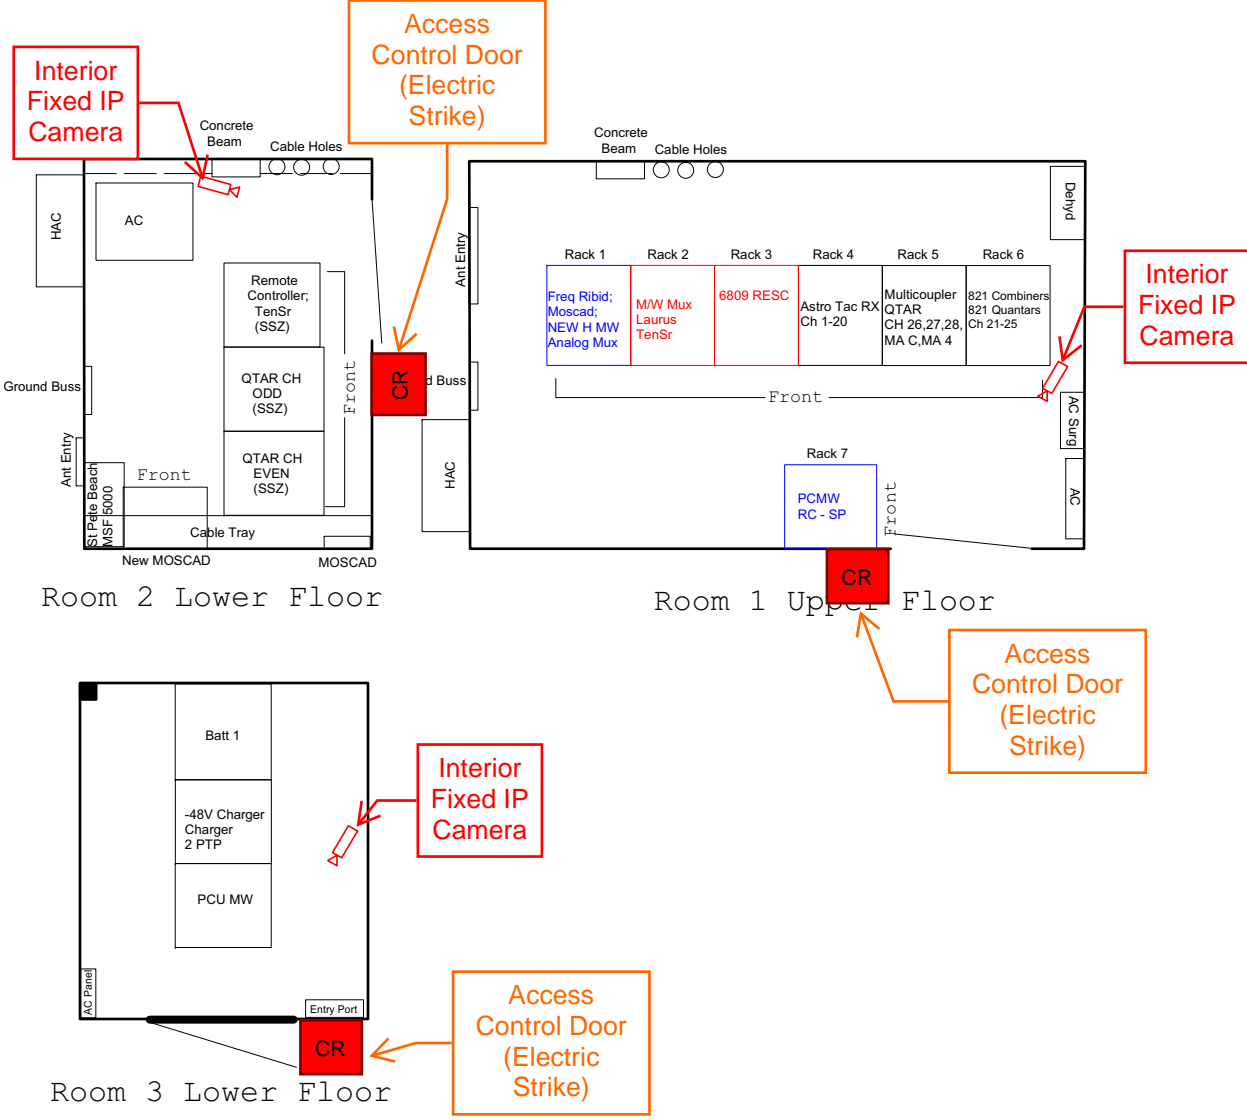 Access
Control Door
(Electric
Strike)
Interior
Fixed IP
Camera
Concrete
Beam
Cable Holes
HAC
AC
Remote
Controller;
TenSr
(SSZ)
QTAR CH
ODD
(SSZ)
QTAR CH
EVEN
(SSZ)
Front
CR
Ground Buss
Ant Entry
St Pete Beach
MSF 5000
Front
Cable Tray
New MOSCAD
MOSCAD
Room 2 Lower Floor
Concrete
Beam
Cable Holes
Dehyd
Ant Entry
Rack 1
Rack 2
Rack 3
Rack 4
Rack 5
Rack 6
Freq Ribid;
Moscad;
NEW H MW
Analog Mux
M/W Mux
Laurus
TenSr
6809 RESC
Astro Tac RX
Ch 1-20
Multicoupler
QTAR
CH 26,27,28,
MA C,MA 4
821 Combiners
821 Quantars
Ch 21-25
Interior
Fixed IP
Camera
d Buss
Front
AC Surg
HAC
Rack 7
PCMW
RC - SP
Front
AC
CR
Room 1 Upper Floor
Access
Control Door
(Electric
Strike)
Batt 1
-48V Charger
Charger
2 PTP
PCU MW
Interior
Fixed IP
Camera
AC Panel
Entry Port
CR
Access
Control Door
(Electric
Strike)
Room 3 Lower Floor